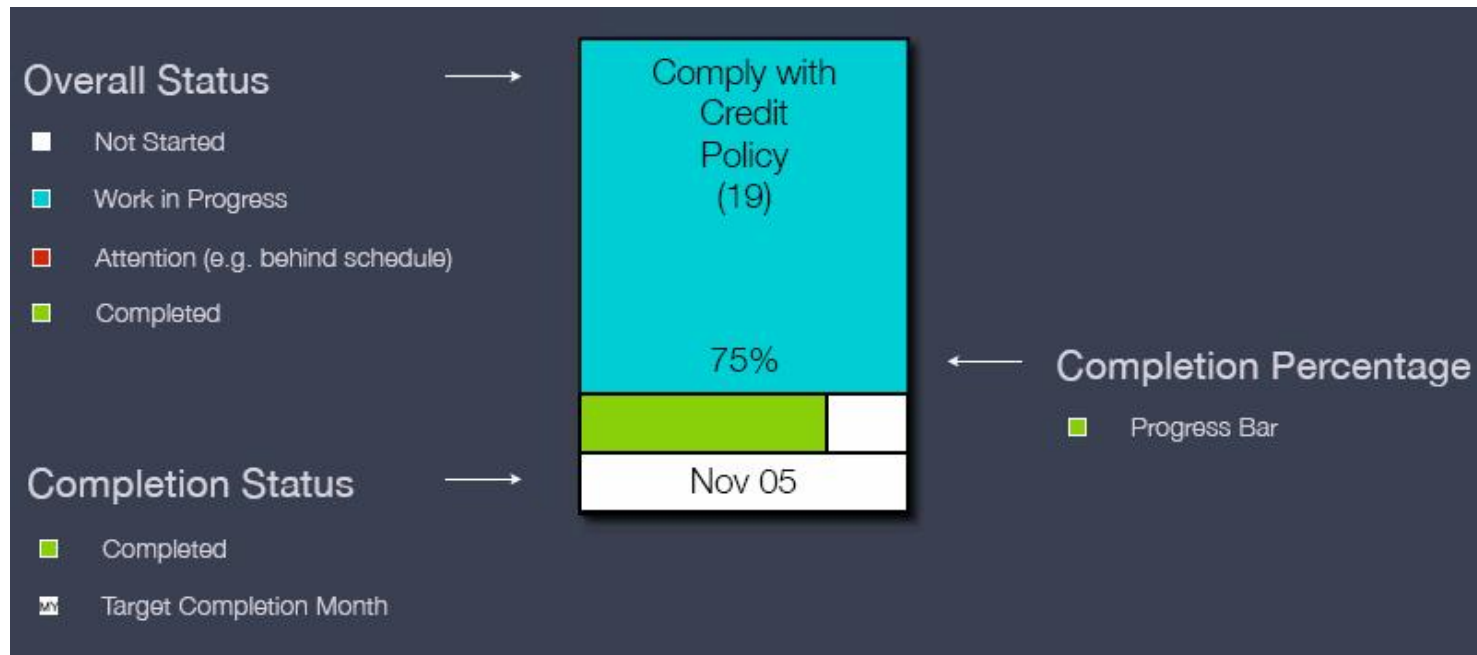 Overall Status
Not Started
Work in Progress
Attention (e.g. behind schedule)
Completed
Comply with
Credit
Policy
(19)
75%
Nov 05
Completion Percentage
Progress Bar
Completion Status
Completed
MY
Target Completion Month